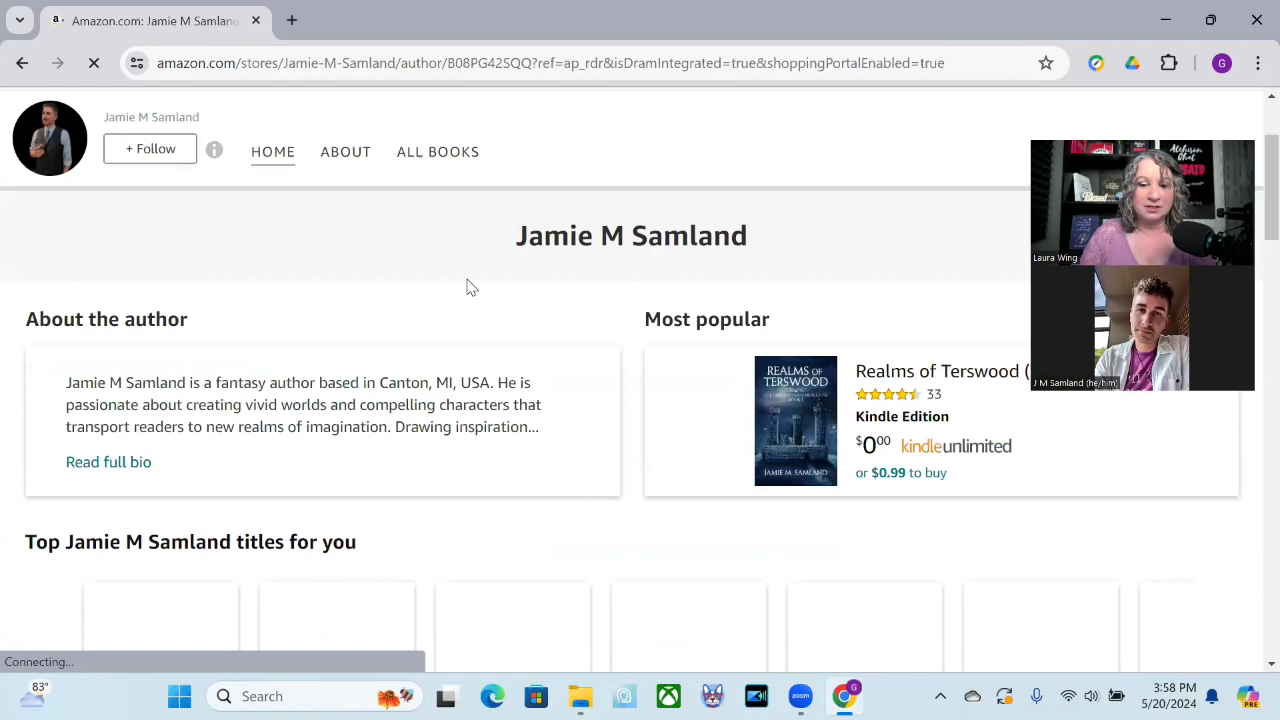 Amazon.com: Jamie M Samland
amazon.com/stores/Jamie-M-Samland/author/B08PG42SQQ?ref=ap_rdr&isDramIntegrated=true&shoppingPortalEnabled=true
G
Jamie M Samland
+ Follow
HOME
ABOUT
ALL BOOKS
Jamie M Samland
Laura Wing
J M Samland (he/him)
About the author
Jamie M Samland is a fantasy author based in Canton, MI, USA. He is
passionate about creating vivid worlds and compelling characters that
transport readers to new realms of imagination. Drawing inspiration...
Read full bio
Most popular
REALMS OF
TERSWOOD
JAMIE M. SAMLAND
Realms of Terswood (
33
Kindle Edition
$000 kindleunlimited
or $0.99 to buy
Top Jamie M Samland titles for you
Connecting...
83°
Search
zoom
G
3:58 PM
5/20/2024
PRE